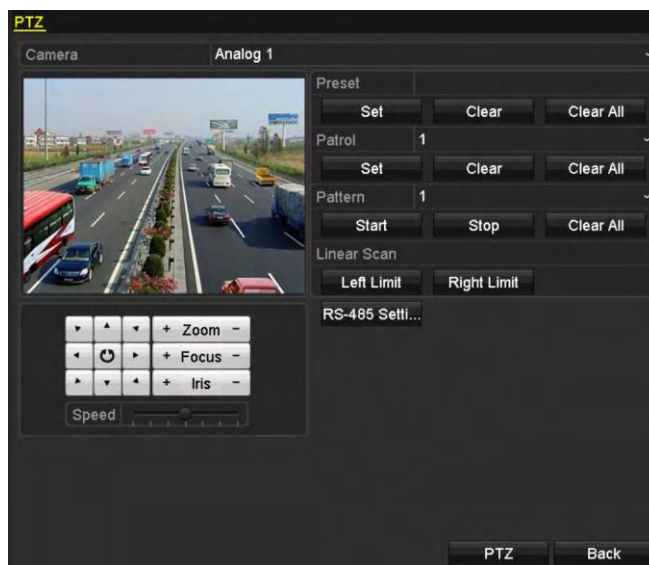 PTZ
Camera Analog 1
Preset
Set Clear Clear All
Patrol 1
Set Clear Clear All
Pattern 1
Start Stop Clear All
Linear Scan
Left Limit Right Limit
RS-485 Setti...
+ Zoom -
+ Focus -
+ Iris -
Speed
PTZ Back